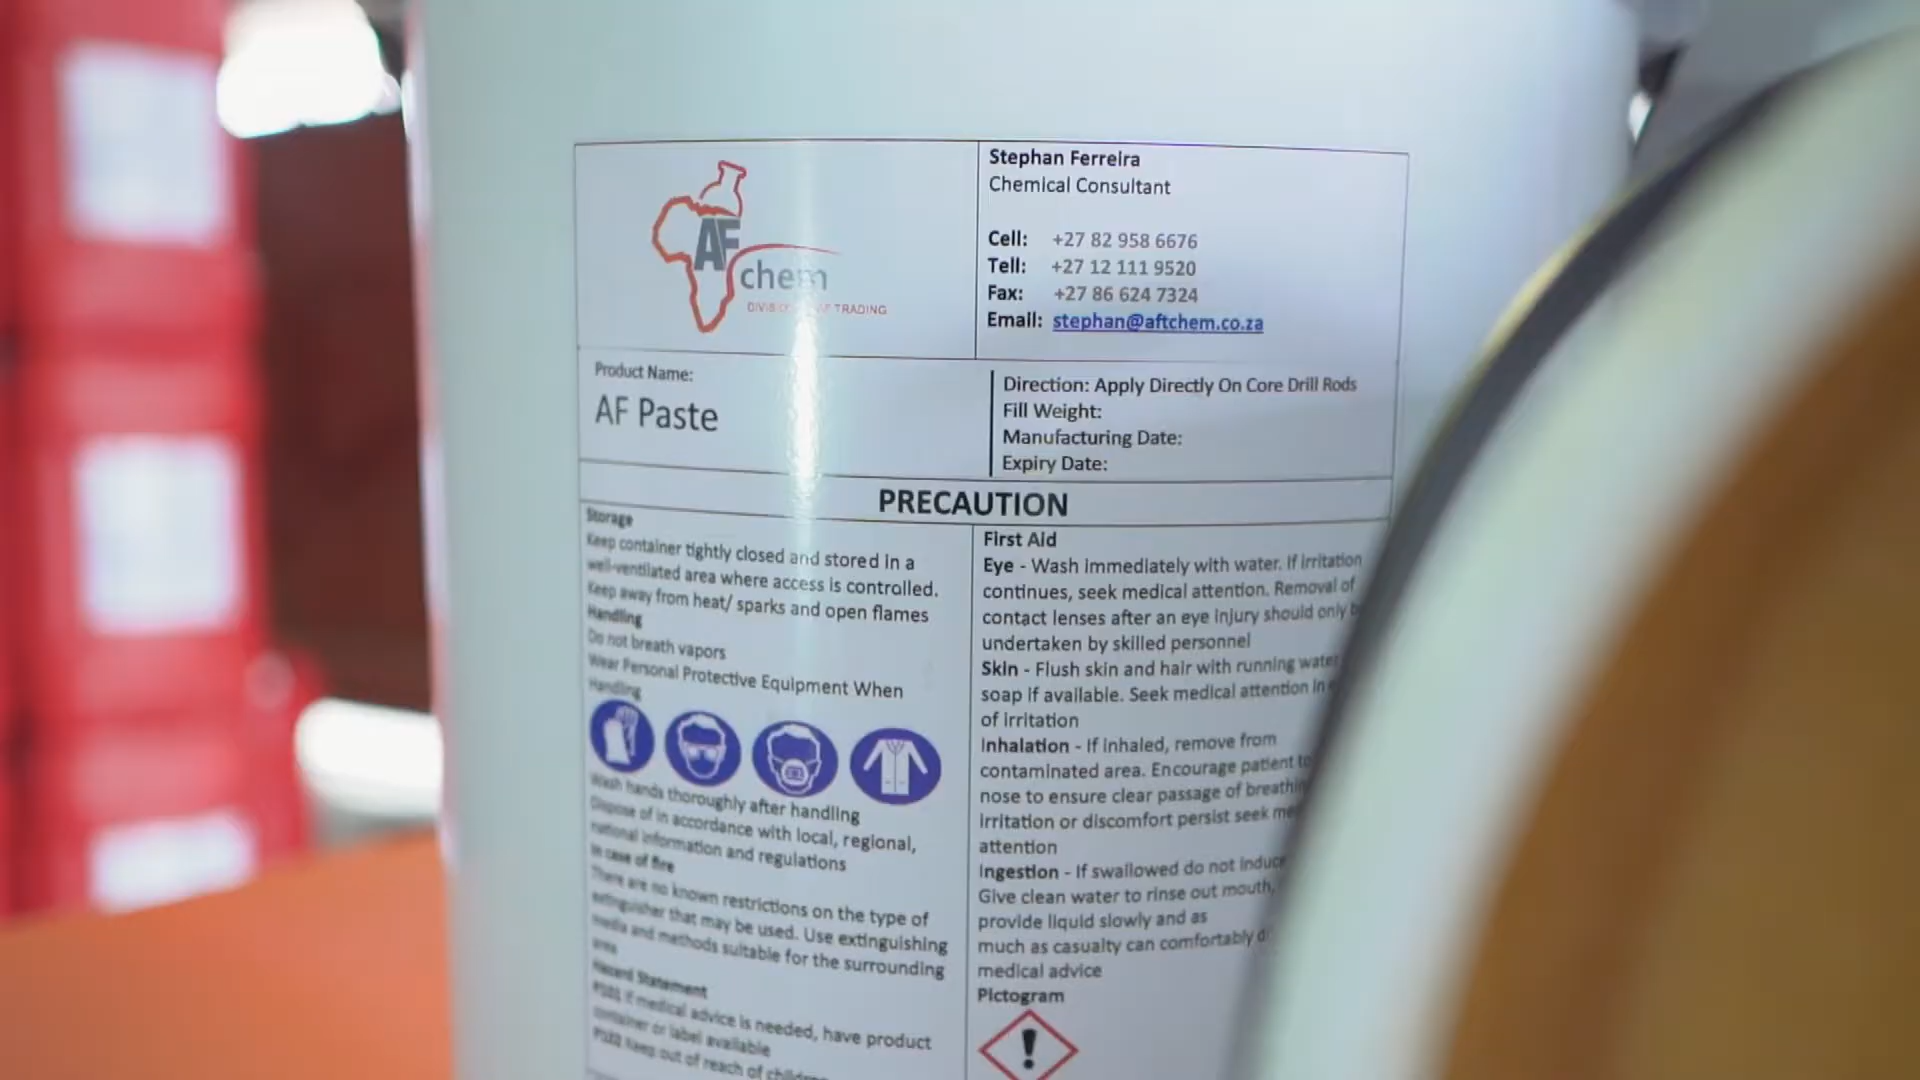 AF
chem
TRADING
Stephan Ferreira
Chemical Consultant
Cell: +27 82 958 6676
Tell: +27 12 111 9520
Fax: +27 86 624 7324
Email: stephan@aftchem.co.za
Product Name:
AF Paste
Direction: Apply Directly On Core Drill Rods
Fill Weight:
Manufacturing Date:
Expiry Date:
PRECAUTION
Storage
Keep container tightly closed and stored in a
well-ventilated area where access is controlled.
Keep away from heat/ sparks and open flames
Handling
Do not breath vapors
Wear Personal Protective Equipment When
Handling
Wash hands thoroughly after handling
Dispose of in accordance with local, regional,
national information and regulations
In case of fire
There are no known restrictions on the type of
extinguisher that may be used. Use extinguishing
media and methods suitable for the surrounding
area
Hazard Statement
P101 If medical advice is needed, have product
container or label available
P102 Keep out of reach of children
First Aid
Eye - Wash immediately with water. If irritation
continues, seek medical attention. Removal of
contact lenses after an eye injury should only
undertaken by skilled personnel
Skin - Flush skin and hair with running water
soap if available. Seek medical attention in
of irritation
Inhalation - If inhaled, remove from
contaminated area. Encourage patient to
nose to ensure clear passage of
Irritation or discomfort persist seek
attention
Ingestion - If swallowed do not induce
Give clean water to rinse out mouth,
provide liquid slowly and as
much as casualty can comfortably
medical advice
Pictogram